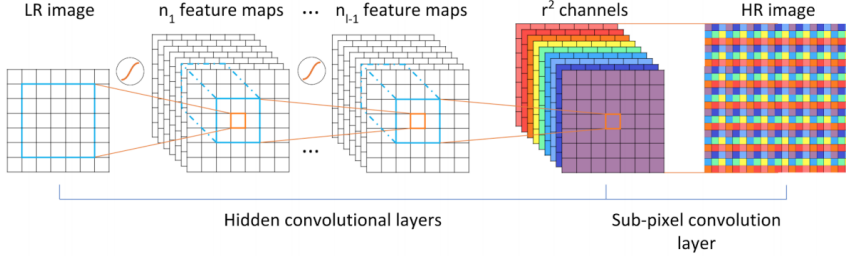 LR image
n₁ feature maps
...
nₗ₋₁ feature maps
r² channels
HR image
...
Hidden convolutional layers
Sub-pixel convolution
layer